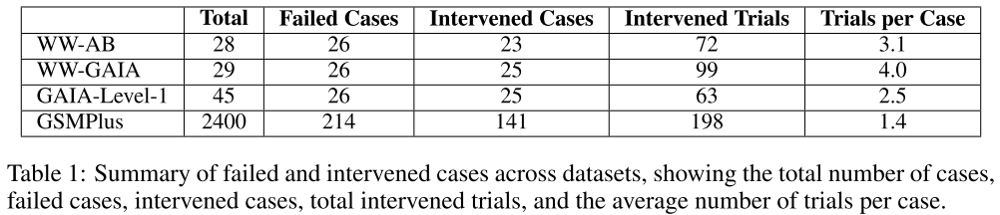 Total Failed Cases Intervened Cases Intervened Trials Trials per Case
WW-AB 28 26 23 72 3.1
WW-GAIA 29 26 25 99 4.0
GAIA-Level-1 45 26 25 63 2.5
GSMPlus 2400 214 141 198 1.4
Table 1: Summary of failed and intervened cases across datasets, showing the total number of cases,
failed cases, intervened cases, total intervened trials, and the average number of trials per case.